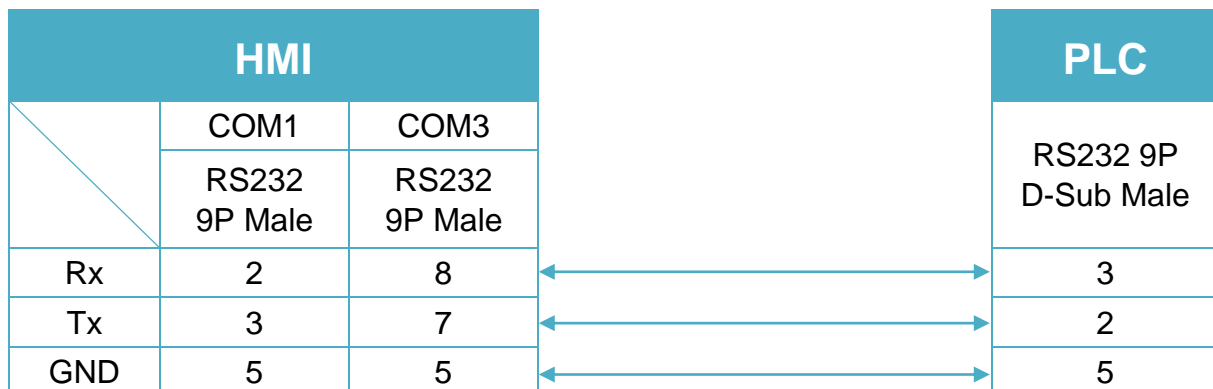 HMI PLC
COM1 COM3
RS232 9P
D-Sub Male
RS232
9P Male
RS232
9P Male
Rx 2 8 3
Tx 3 7 2
GND 5 5 5